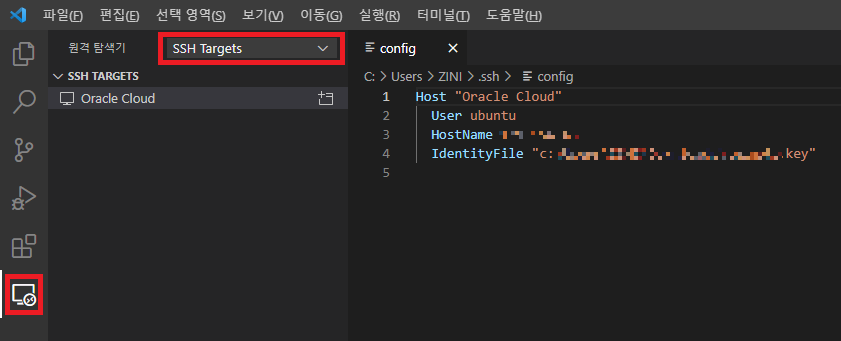 파일(F) 편집(E) 선택 영역(S) 보기(V) 이동(G) 실행(R) 터미널(T) 도움말(H)
원격 탐색기 SSH Targets
SSH TARGETS
Oracle Cloud
config
C: > Users > ZINI > .ssh > config
1 Host "Oracle Cloud"
2 User ubuntu
3 HostName
4 IdentityFile "c: .key"
5